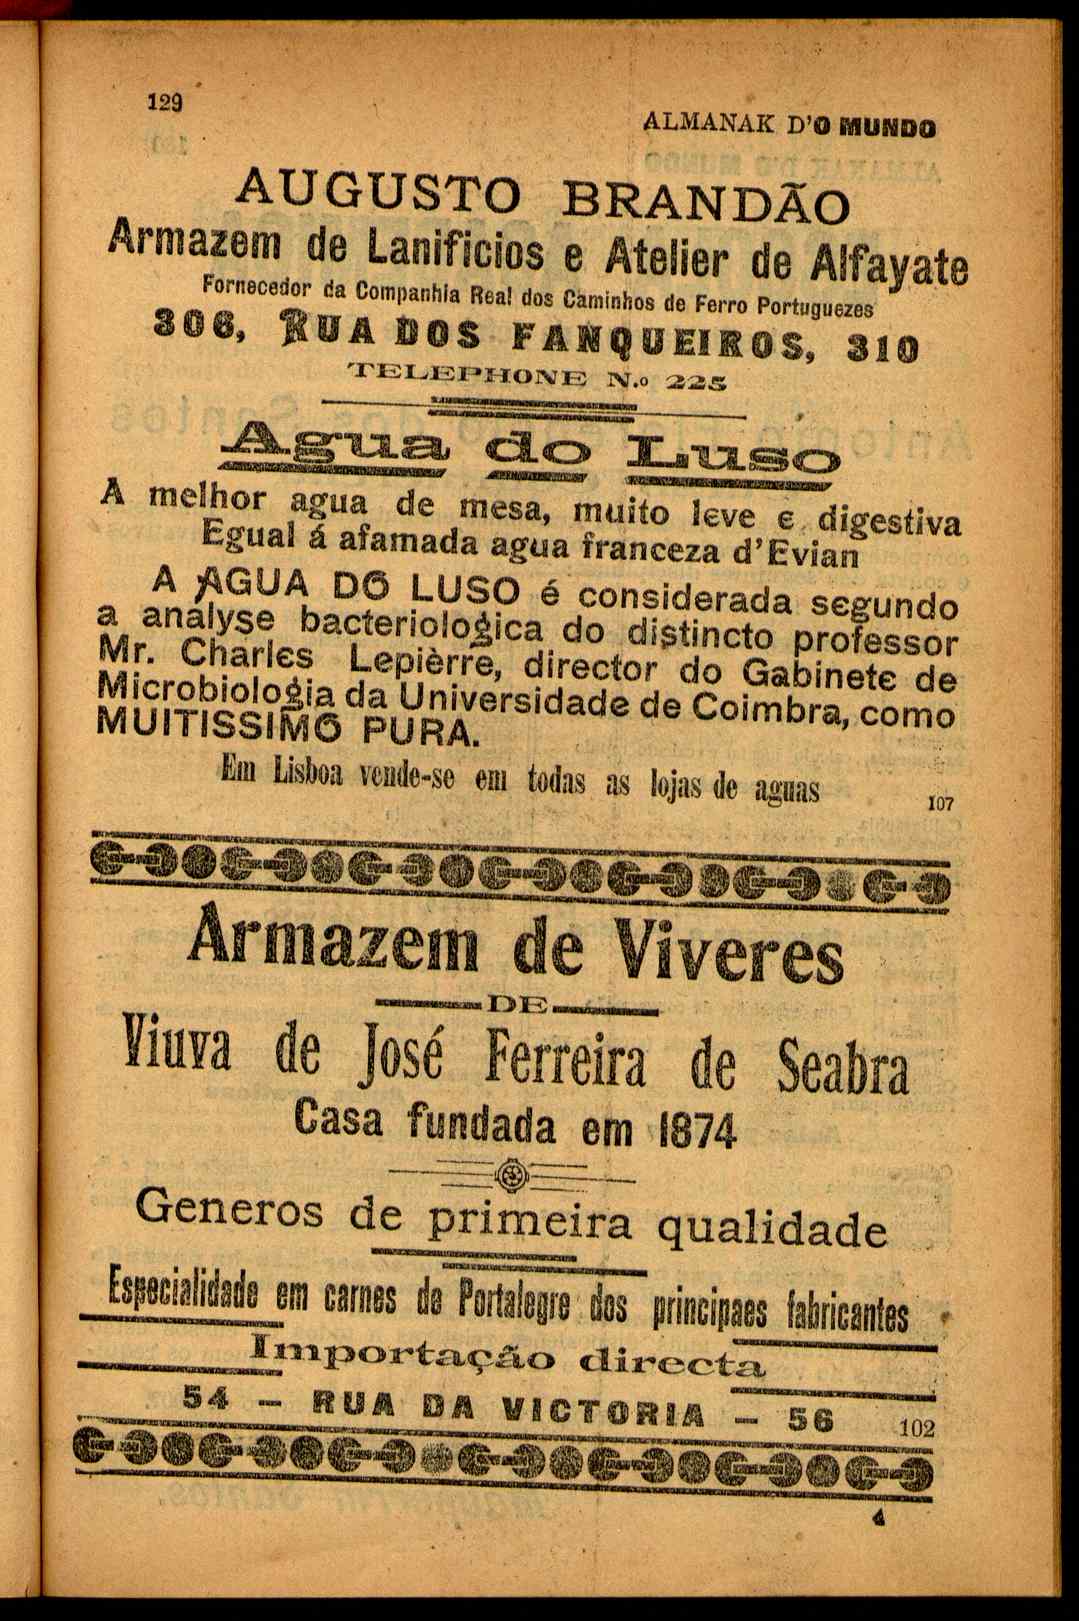 129
ALMANAK D'O MUNDO
AUGUSTO BRANDÃO
Armazem de Lanificios e Atelier de Alfayate
Fornecedor da Companhia Real dos Caminhos de Ferro Portuguezes
306, RUA DOS FANQUEIROS, 310
TELEPHONE N.º 225
Agua do Luso
A melhor agua de mesa, muito leve e digestiva
Egual á afamada agua franceza d'Evian
A AGUA DO LUSO é considerada segundo
a analyse bacteriologica do distincto professor
Mr. Charles Lepièrre, director do Gabinete de
Microbiologia da Universidade de Coimbra, como
MUITISSIMO PURA.
Em Lisboa vende-se em todas as lojas de aguas
107
Armazem de Viveres
DE
Viuva de José Ferreira de Seabra
Casa fundada em 1874
Generos de primeira qualidade
Especialidade em carnes de Portalegre dos principaes fabricantes
Importação directa
54 — RUA DA VICTORIA — 56
102
4